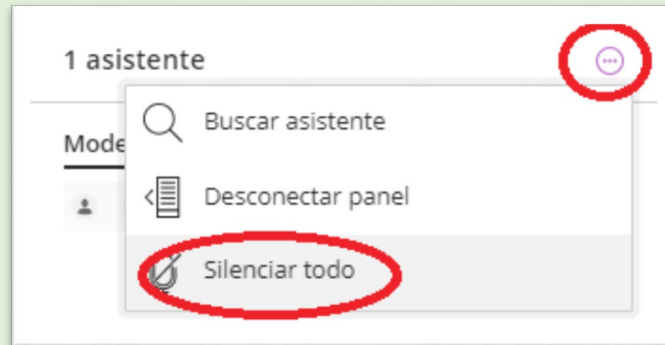 1 asistente
Buscar asistente
Mode
Desconectar panel
Silenciar todo